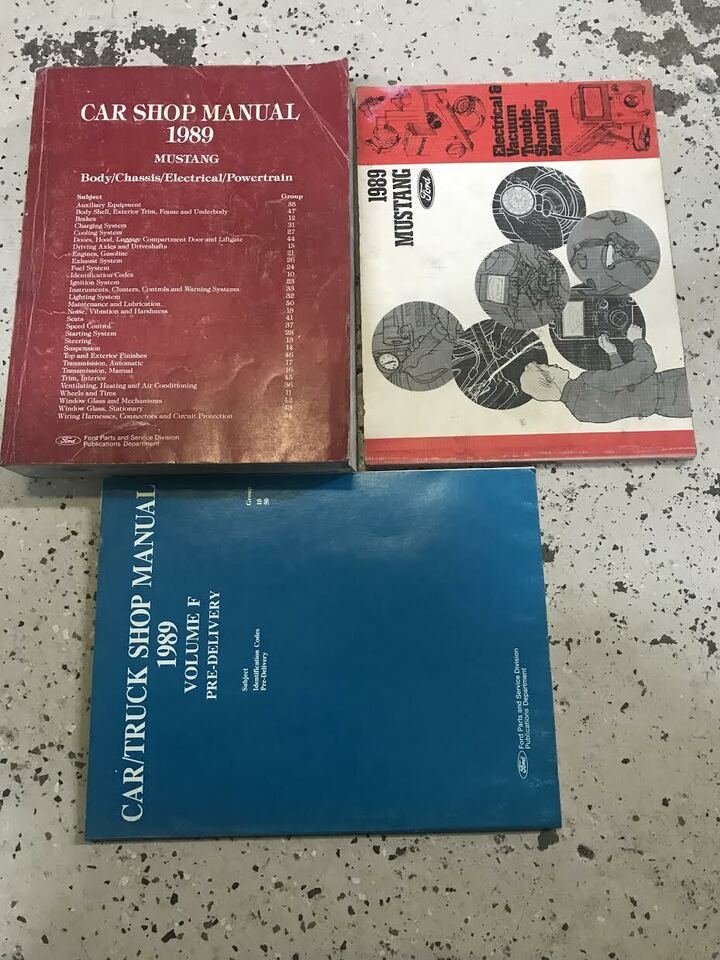 CAR SHOP MANUAL
1989
MUSTANG
Body/Chassis/Electrical/Powertrain
Subject Group
Auxiliary Equipment 38
Body Shell, Exterior Trim, Frame and Underbody 47
Brakes 12
Charging System 31
Cooling System 27
Doors, Hood, Luggage Compartment Door and Liftgate 44
Driving Axles and Driveshafts 15
Engines, Gasoline 21
Exhaust System 26
Fuel System 24
Identification Codes 10
Ignition System 23
Instruments, Clusters, Controls and Warning Systems 33
Lighting System 32
Maintenance and Lubrication 50
Noise, Vibration and Harshness 18
Seats 41
Speed Control 37
Starting System 28
Steering 13
Suspension 14
Top and Exterior Finishes 46
Transmission, Automatic 17
Transmission, Manual 16
Trim, Interior 45
Ventilating, Heating and Air Conditioning 36
Wheels and Tires 11
Window Glass and Mechanisms 42
Window Glass, Stationary 43
Wiring Harnesses, Connectors and Circuit Protection 34
Ford
Ford Parts and Service Division
Publications Department
Electrical &
Vacuum
Trouble-
Shooting
Manual
1989
MUSTANG
Ford
CAR/TRUCK SHOP MANUAL
1989
VOLUME F
PRE-DELIVERY
Subject Group
Identification Codes 10
Pre-Delivery 50
Ford
Ford Parts and Service Division
Publications Department